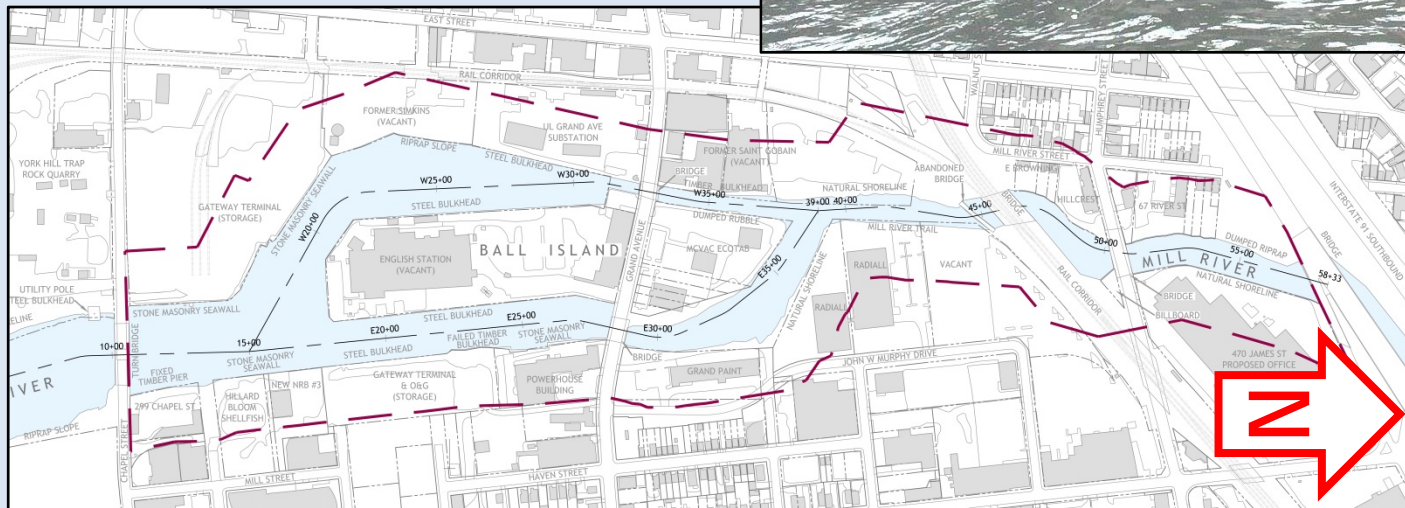 EAST STREET
RAIL CORRIDOR
WALNUT S
HUMPHREY STREET
FORMER SIMKINS
(VACANT)
UI GRAND AVE
SUBSTATION
FORMER SAINT GOBAIN
(VACANT)
MILL RIVER STREET
YORK HILL TRAP
ROCK QUARRY
RIPRAP SLOPE
STEEL BULKHEAD
BRIDGE
TIMBER BULKHEAD
NATURAL SHORELINE
ABANDONED
BRIDGE
E BROWNING
INTERSTATE 91 SOUTHBOUND
GATEWAY TERMINAL
(STORAGE)
STONE MASONRY SEAWALL
W20+00
W25+00
W30+00
W35+00
39+00 40+00
45+00
BRIDGE
HILLCREST
67 RIVER ST
STEEL BULKHEAD
DUMPED RUBBLE
MILL RIVER TRAIL
50+00
DUMPED RIPRAP
55+00
BRIDGE
58+33
MILL RIVER
NATURAL SHORELINE
ENGLISH STATION
(VACANT)
BALL ISLAND
GRAND AVENUE
MCVAC ECOTAB
E35+00
NATURAL SHORELINE
RADIALL
VACANT
RADIALL
RAIL CORRIDOR
UTILITY POLE
STEEL BULKHEAD
ELINE
STONE MASONRY SEAWALL
STEEL BULKHEAD
BRIDGE
BILLBOARD
10+00
15+00
E20+00
E25+00
E30+00
TURN BRIDGE
STONE MASONRY
SEAWALL
STEEL BULKHEAD
FAILED TIMBER
BULKHEAD
STONE MASONRY
SEAWALL
BRIDGE
JOHN W MURPHY DRIVE
470 JAMES ST
PROPOSED OFFICE
RIVER
FIXED
TIMBER PIER
NEW NRB #3
GATEWAY TERMINAL
& O&G
(STORAGE)
POWERHOUSE
BUILDING
GRAND PAINT
299 CHAPEL ST
HILLARD
BLOOM
SHELLFISH
RIPRAP SLOPE
CHAPEL STREET
MILL STREET
HAVEN STREET
N